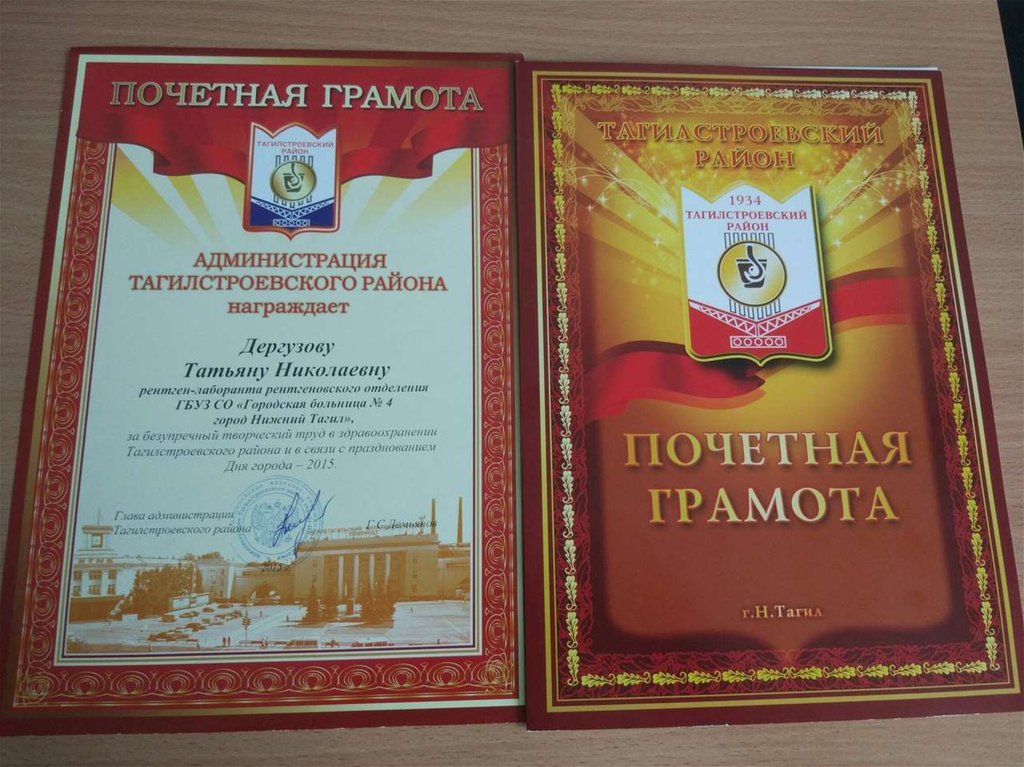 ПОЧЕТНАЯ ГРАМОТА
ТАГИЛСТРОЕВСКИЙ
РАЙОН
АДМИНИСТРАЦИЯ
ТАГИЛСТРОЕВСКОГО РАЙОНА
награждает
Дергузову
Татьяну Николаевну
рентген-лаборанта рентгеновского отделения
ГБУЗ СО «Городская больница № 4
город Нижний Тагил»,
за безупречный творческий труд в здравоохранении
Тагилстроевского района и в связи с празднованием
Дня города – 2015.
Глава администрации
Тагилстроевского района Г.С.Демьянов
2015 г.
ТАГИЛСТРОЕВСКИЙ
РАЙОН
1934
ТАГИЛСТРОЕВСКИЙ
РАЙОН
ПОЧЕТНАЯ
ГРАМОТА
г.Н.Тагил